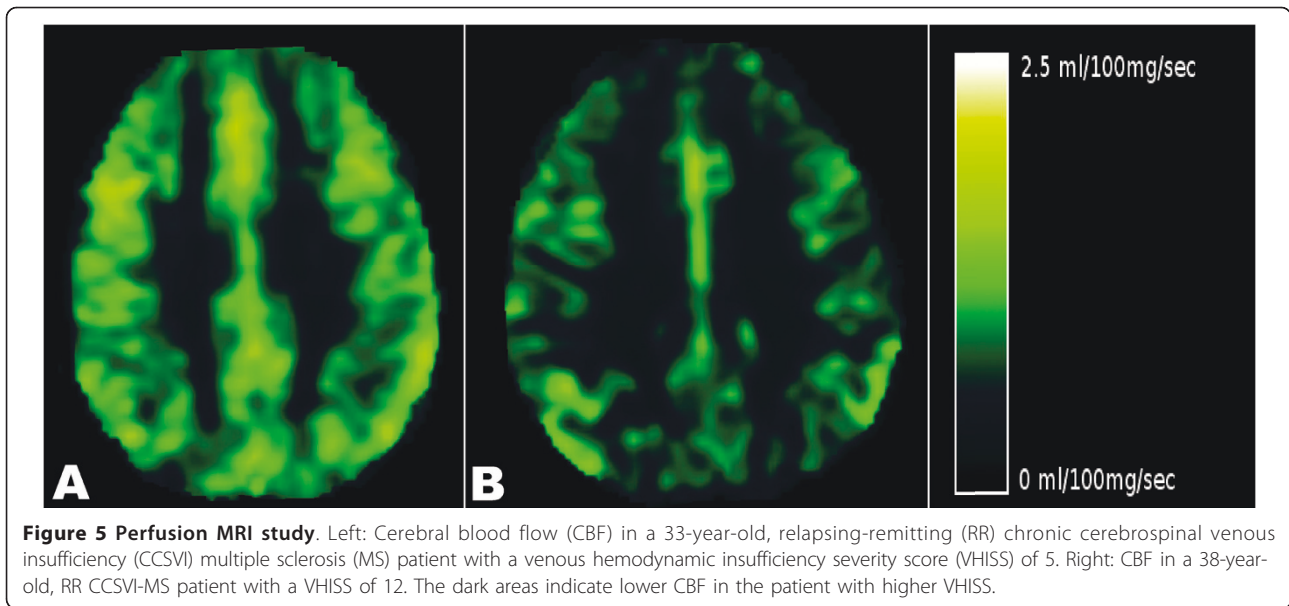 2.5 ml/100mg/sec
A
B
0 ml/100mg/sec
Figure 5 Perfusion MRI study. Left: Cerebral blood flow (CBF) in a 33-year-old, relapsing-remitting (RR) chronic cerebrospinal venous
insufficiency (CCSVI) multiple sclerosis (MS) patient with a venous hemodynamic insufficiency severity score (VHISS) of 5. Right: CBF in a 38-year-
old, RR CCSVI-MS patient with a VHISS of 12. The dark areas indicate lower CBF in the patient with higher VHISS.